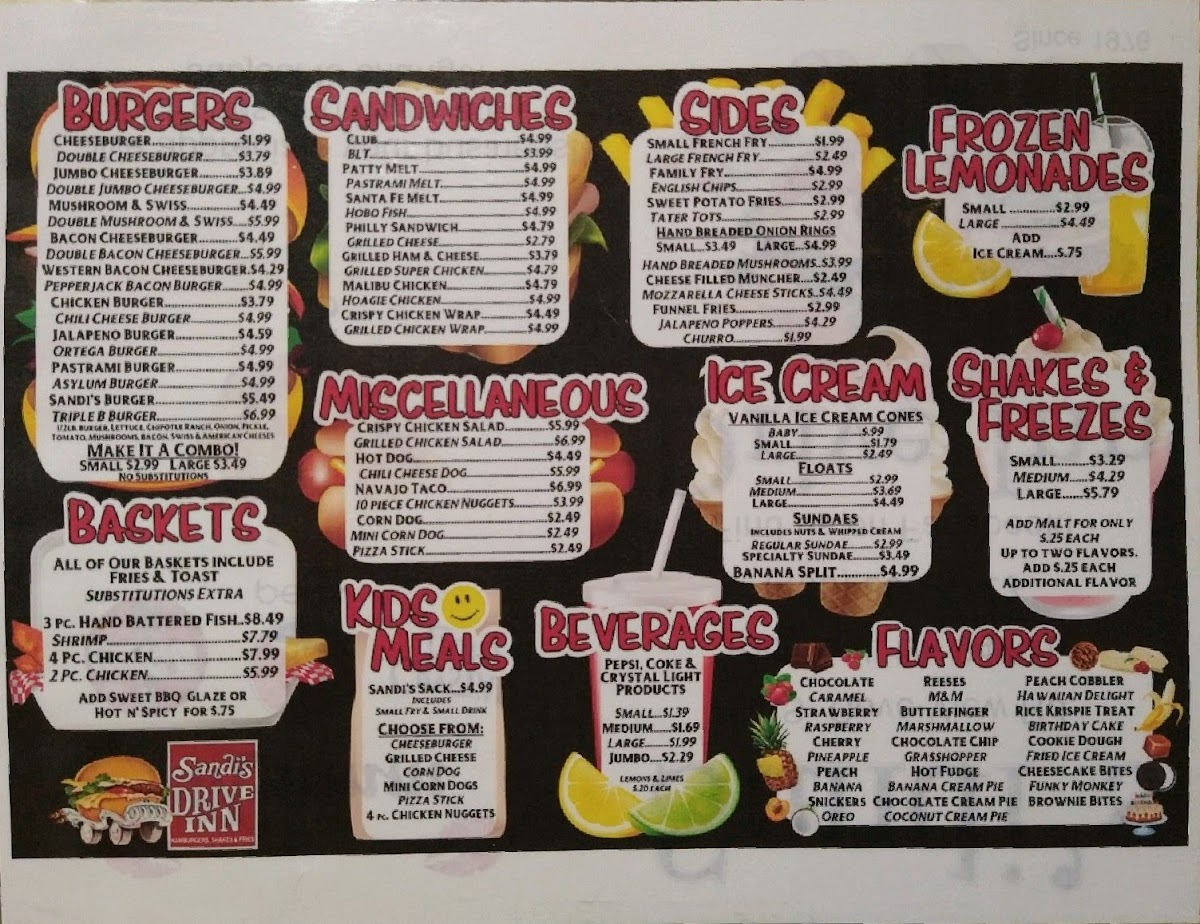 BURGERS
CHEESEBURGER...$1.99
DOUBLE CHEESEBURGER...$3.79
JUMBO CHEESEBURGER...$3.89
DOUBLE JUMBO CHEESEBURGER...$4.99
MUSHROOM & SWISS...$4.49
DOUBLE MUSHROOM & SWISS...$5.99
BACON CHEESEBURGER...$4.49
DOUBLE BACON CHEESEBURGER...$5.99
WESTERN BACON CHEESEBURGER.$4.29
PEPPERJACK BACON BURGER...$4.99
CHICKEN BURGER...$3.79
CHILI CHEESE BURGER...$4.99
JALAPENO BURGER...$4.59
ORTEGA BURGER...$4.99
PASTRAMI BURGER...$4.99
ASYLUM BURGER...$4.99
SANDI'S BURGER...$5.49
TRIPLE B BURGER...$6.99
1/2LB. BURGER, LETTUCE, CHIPOTLE RANCH, ONION, PICKLE,
TOMATO, MUSHROOMS, BACON, SWISS & AMERICAN CHEESES
MAKE IT A COMBO!
SMALL $2.99 LARGE $3.49
NO SUBSTITUTIONS
BASKETS
ALL OF OUR BASKETS INCLUDE
FRIES & TOAST
SUBSTITUTIONS EXTRA
3 PC. HAND BATTERED FISH..$8.49
SHRIMP...$7.79
4 PC. CHICKEN...$7.99
2 PC. CHICKEN...$5.99
ADD SWEET BBQ GLAZE OR
HOT N' SPICY FOR $.75
Sandi's
DRIVE
INN
HAMBURGERS, SHAKES & FRIES
SANDWICHES
CLUB...$4.99
BLT...$3.99
PATTY MELT...$4.99
PASTRAMI MELT...$4.99
SANTA FE MELT...$4.99
HOBO FISH...$4.99
PHILLY SANDWICH...$4.79
GRILLED CHEESE...$2.79
GRILLED HAM & CHEESE...$3.79
GRILLED SUPER CHICKEN...$4.79
MALIBU CHICKEN...$4.79
HOAGIE CHICKEN...$4.99
CRISPY CHICKEN WRAP...$4.49
GRILLED CHICKEN WRAP...$4.99
MISCELLANEOUS
CRISPY CHICKEN SALAD...$5.99
GRILLED CHICKEN SALAD...$6.99
HOT DOG...$4.49
CHILI CHEESE DOG...$5.99
NAVAJO TACO...$6.99
10 PIECE CHICKEN NUGGETS...$3.99
CORN DOG...$2.49
MINI CORN DOG...$2.49
PIZZA STICK...$2.49
KIDS
MEALS
SANDI'S SACK...$4.99
INCLUDES
SMALL FRY & SMALL DRINK
CHOOSE FROM:
CHEESEBURGER
GRILLED CHEESE
CORN DOG
MINI CORN DOGS
PIZZA STICK
4 PC. CHICKEN NUGGETS
SIDES
SMALL FRENCH FRY...$1.99
LARGE FRENCH FRY...$2.49
FAMILY FRY...$4.99
ENGLISH CHIPS...$2.99
SWEET POTATO FRIES...$2.99
TATER TOTS...$2.99
HAND BREADED ONION RINGS
SMALL...$3.49 LARGE...$4.99
HAND BREADED MUSHROOMS..$3.99
CHEESE FILLED MUNCHER...$2.49
MOZZARELLA CHEESE STICKS..$4.49
FUNNEL FRIES...$2.99
JALAPENO POPPERS...$4.29
CHURRO...$1.99
FROZEN
LEMONADES
SMALL ...$2.99
LARGE ...$4.49
ADD
ICE CREAM....$.75
ICE CREAM
VANILLA ICE CREAM CONES
BABY...$.99
SMALL...$1.79
LARGE...$2.49
FLOATS
SMALL...$2.99
MEDIUM...$3.69
LARGE...$4.49
SUNDAES
INCLUDES NUTS & WHIPPED CREAM
REGULAR SUNDAE...$2.99
SPECIALTY SUNDAE...$3.49
BANANA SPLIT...$4.99
SHAKES &
FREEZES
SMALL...$3.29
MEDIUM...$4.29
LARGE...$5.79
ADD MALT FOR ONLY
$.25 EACH
UP TO TWO FLAVORS.
ADD $.25 EACH
ADDITIONAL FLAVOR
BEVERAGES
PEPSI, COKE &
CRYSTAL LIGHT
PRODUCTS
SMALL...$1.39
MEDIUM...$1.69
LARGE...$1.99
JUMBO...$2.29
LEMONS & LIMES
$.20 EACH
FLAVORS
CHOCOLATE REESES PEACH COBBLER
CARAMEL M&M HAWAIIAN DELIGHT
STRAWBERRY BUTTERFINGER RICE KRISPIE TREAT
RASPBERRY MARSHMALLOW BIRTHDAY CAKE
CHERRY CHOCOLATE CHIP COOKIE DOUGH
PINEAPPLE GRASSHOPPER FRIED ICE CREAM
PEACH HOT FUDGE CHEESECAKE BITES
BANANA BANANA CREAM PIE FUNKY MONKEY
SNICKERS CHOCOLATE CREAM PIE BROWNIE BITES
OREO COCONUT CREAM PIE